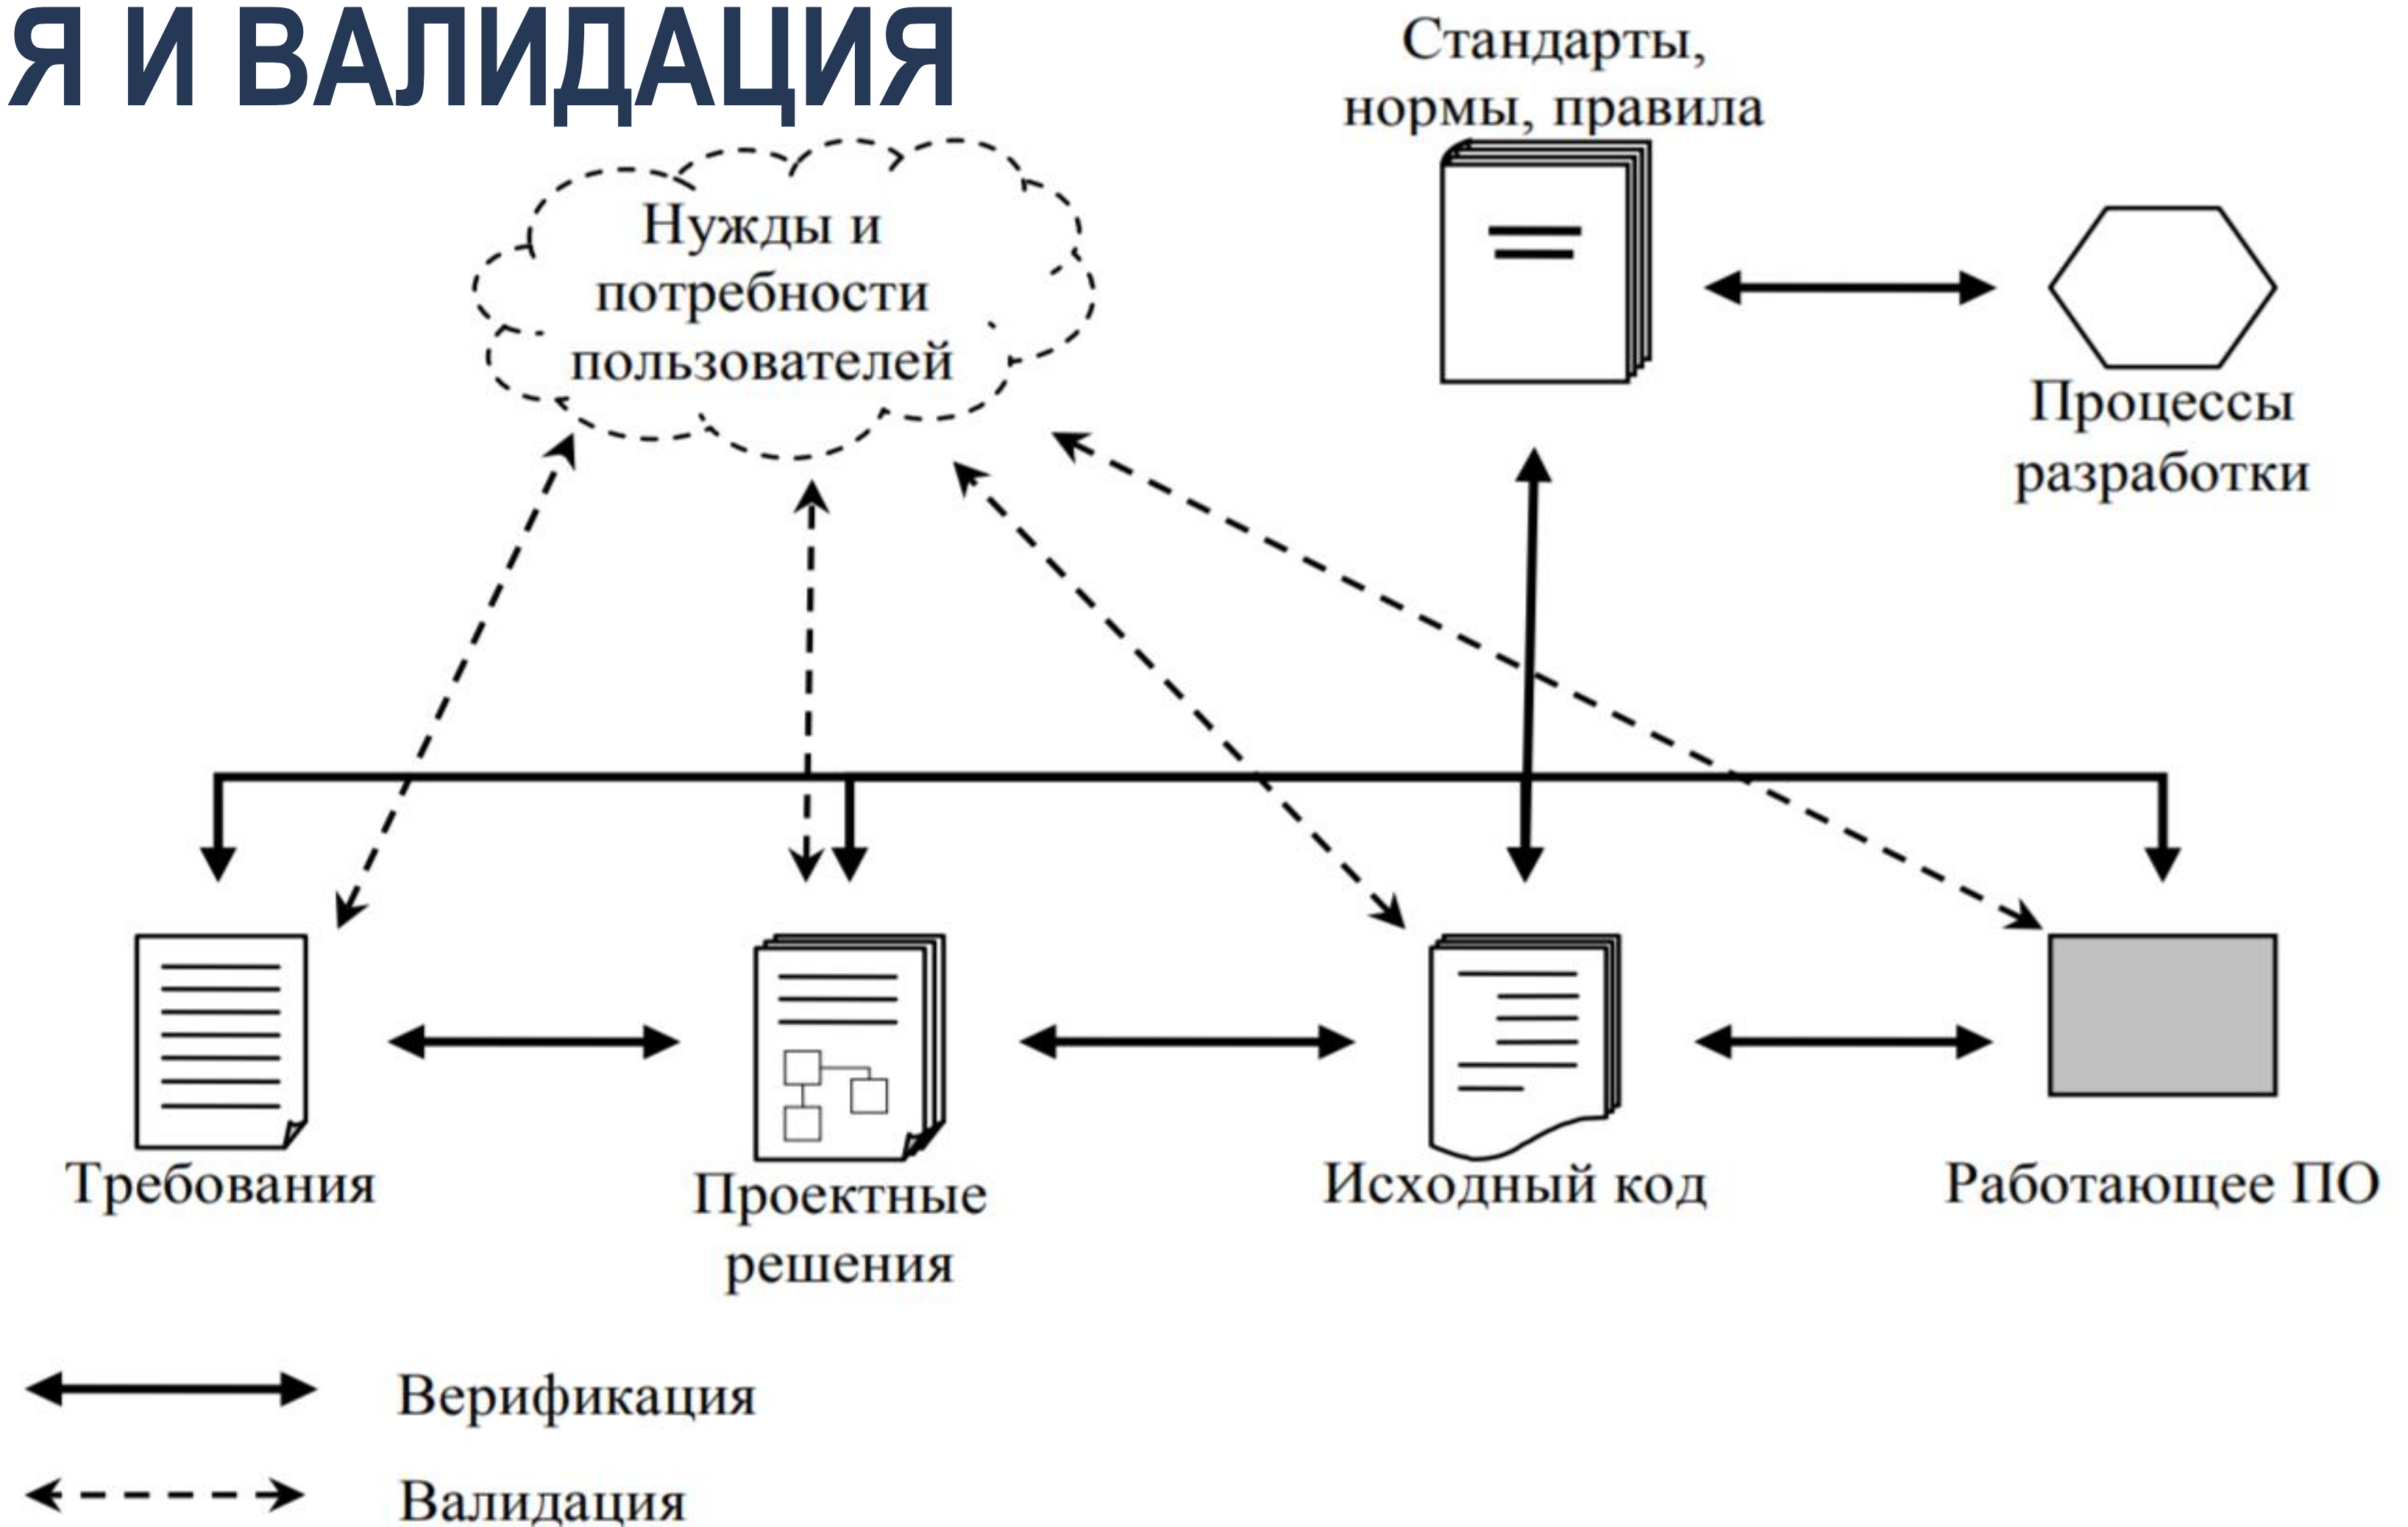 Я И ВАЛИДАЦИЯ
Стандарты,
нормы, правила
Нужды и
потребности
пользователей
Процессы
разработки
Требования
Проектные
решения
Исходный код
Работающее ПО
Верификация
Валидация